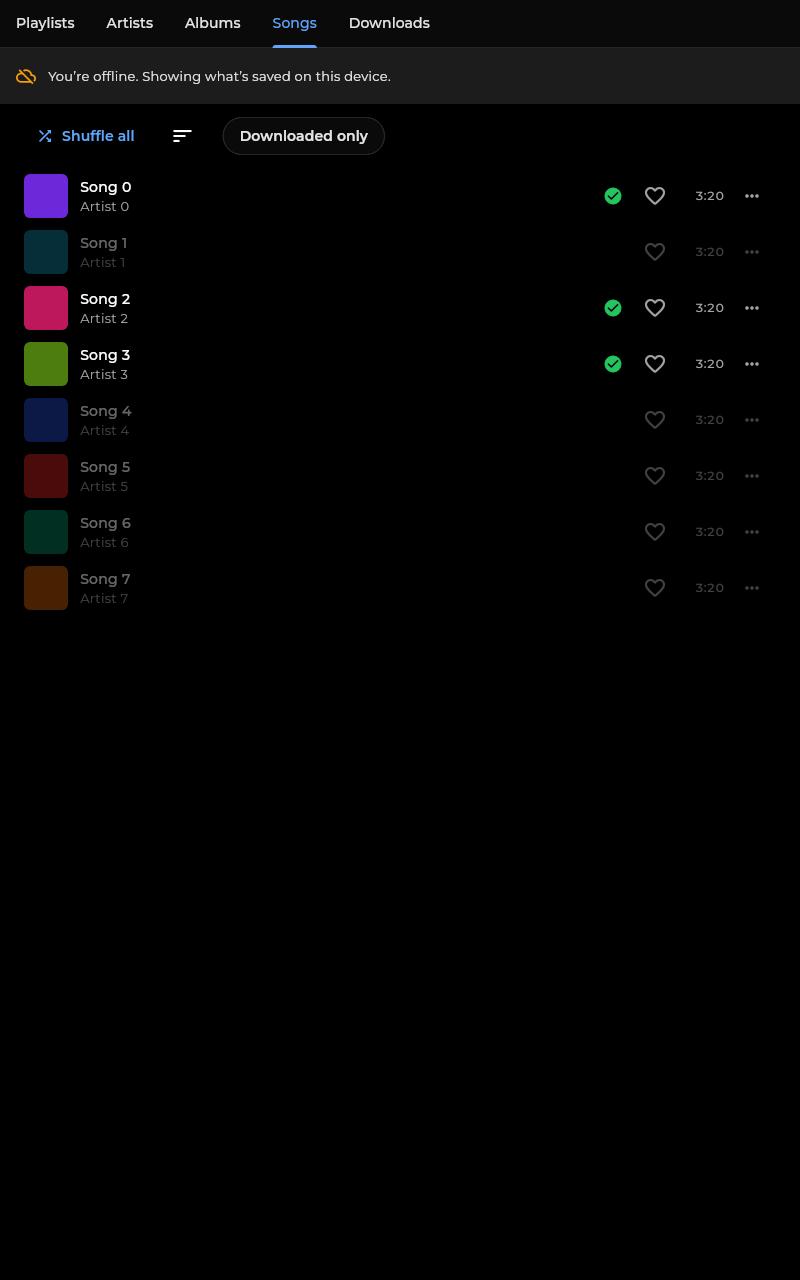 Playlists Artists Albums Songs Downloads
You're offline. Showing what's saved on this device.
Shuffle all Downloaded only
Song 0
Artist 0
3:20
Song 1
Artist 1
3:20
Song 2
Artist 2
3:20
Song 3
Artist 3
3:20
Song 4
Artist 4
3:20
Song 5
Artist 5
3:20
Song 6
Artist 6
3:20
Song 7
Artist 7
3:20